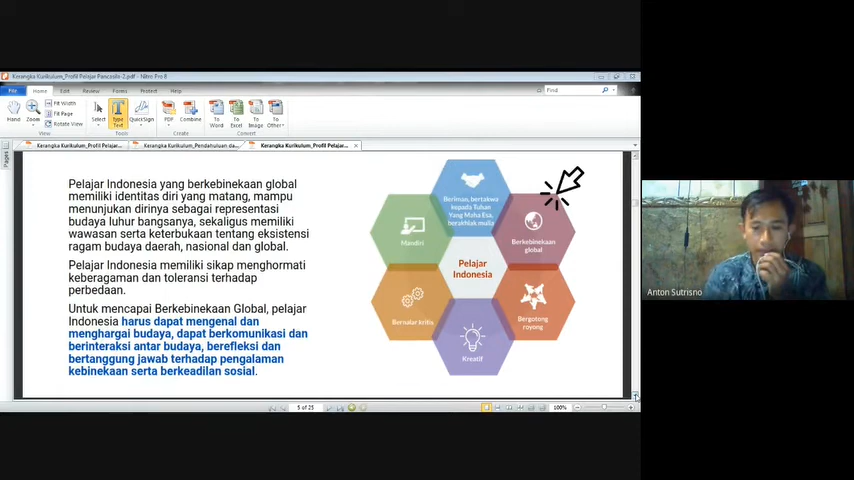 Kerangka Kurikulum_Profil Pelajar Pancasila-2.pdf - Nitro Pro 8
File
Home
Edit
Review
Forms
Protect
Help
Find
Hand
Zoom
Fit Width
Fit Page
Rotate View
View
Select
Type
Text
QuickSign
Tools
PDF
Combine
Create
To
Word
To
Excel
To
Image
To
Other
Convert
Pages
Kerangka Kurikulum_Profil Pelajar...
Kerangka Kurikulum_Pendahuluan da...
Kerangka Kurikulum_Profil Pelajar...
Pelajar Indonesia yang berkebinekaan global
memiliki identitas diri yang matang, mampu
menunjukan dirinya sebagai representasi
budaya luhur bangsanya, sekaligus memiliki
wawasan serta keterbukaan tentang eksistensi
ragam budaya daerah, nasional dan global.
Pelajar Indonesia memiliki sikap menghormati
keberagaman dan toleransi terhadap
perbedaan.
Untuk mencapai Berkebinekaan Global, pelajar
Indonesia harus dapat mengenal dan
menghargai budaya, dapat berkomunikasi dan
berinteraksi antar budaya, berefleksi dan
bertanggung jawab terhadap pengalaman
kebinekaan serta berkeadilan sosial.
Beriman, bertakwa
kepada Tuhan
Yang Maha Esa,
berakhlak mulia
Mandiri
Berkebinekaan
global
Pelajar
Indonesia
Bernalar kritis
Bergotong
royong
Kreatif
5 of 21
100%
Anton Sutrisno